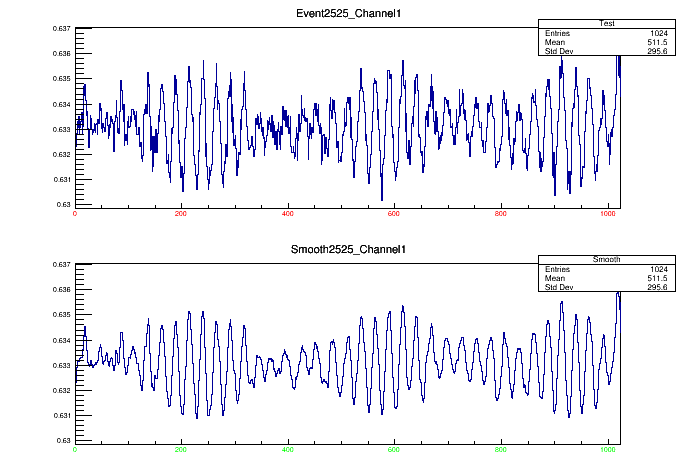 Event2525_Channel1
Test
Entries 1024
Mean 511.5
Std Dev 295.6
0.637
0.636
0.635
0.634
0.633
0.632
0.631
0.63
0 200 400 600 800 1000
Smooth2525_Channel1
Smooth
Entries 1024
Mean 511.5
Std Dev 295.6
0.637
0.636
0.635
0.634
0.633
0.632
0.631
0.63
0 200 400 600 800 1000